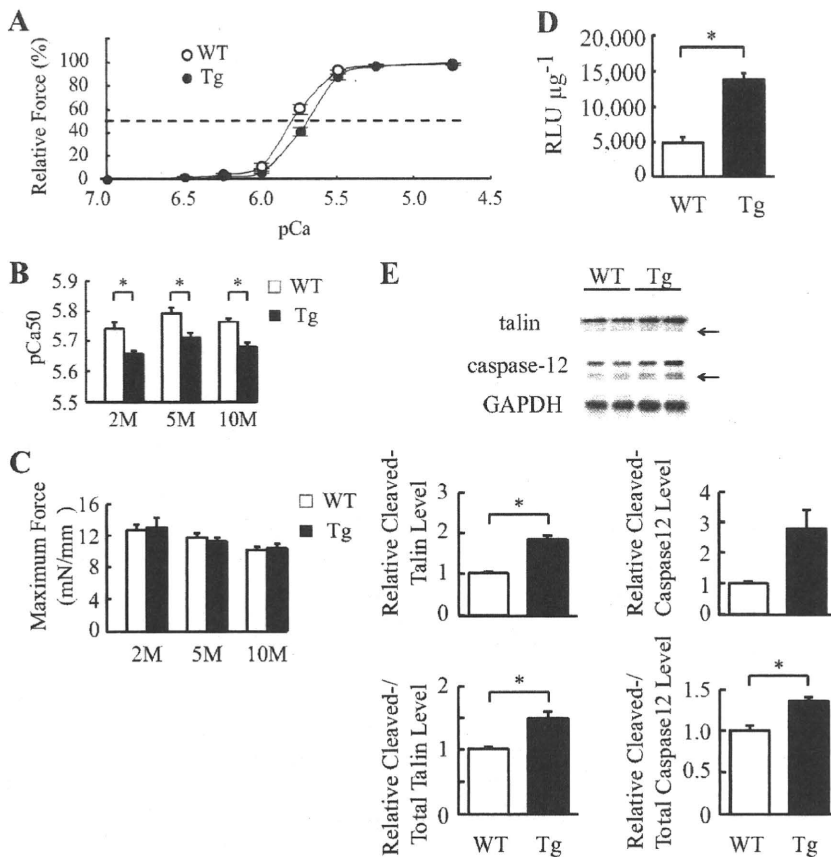 A
WT
Tg
Relative Force (%)
100
80
60
40
20
0
7.0
6.5
6.0
5.5
5.0
4.5
pCa
D
RLU µg⁻¹
20,000
15,000
10,000
5,000
0
*
WT
Tg
B
pCa50
5.9
5.8
5.7
5.6
5.5
*
*
*
WT
Tg
2M
5M
10M
E
WT
Tg
talin
caspase-12
GAPDH
C
Maximum Force
(mN/mm)
16
12
8
4
0
WT
Tg
2M
5M
10M
Relative Cleaved-
Talin Level
3
2
1
0
*
Relative Cleaved-
Caspase12 Level
4
3
2
1
0
Relative Cleaved-/
Total Talin Level
2
1
0
*
WT
Tg
Relative Cleaved-/
Total Caspase12 Level
1.5
1.0
0.5
0
*
WT
Tg